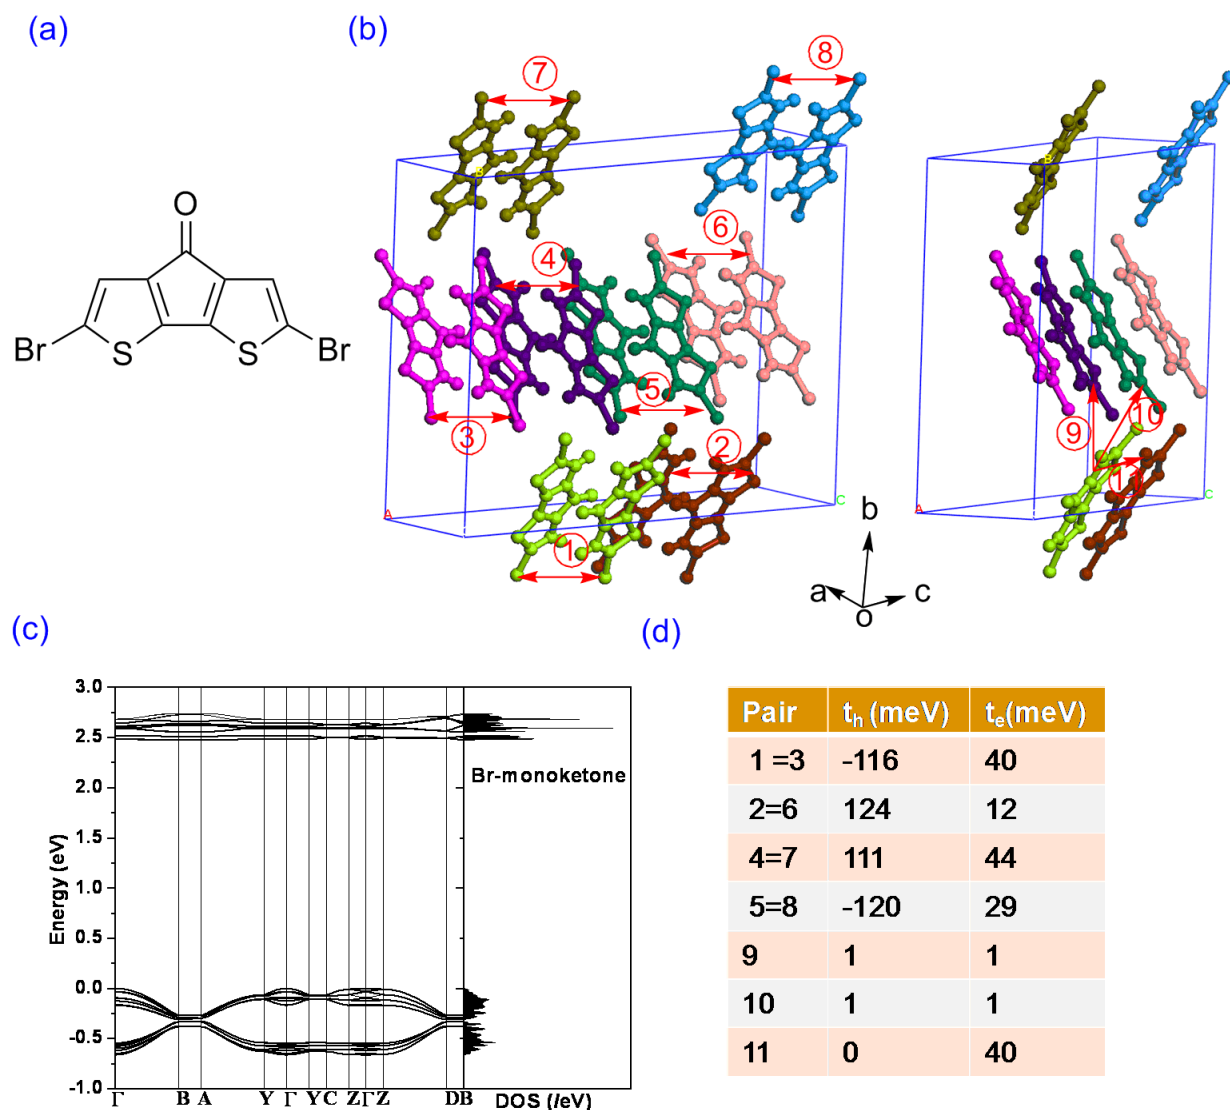 (a)
(b)
O
Br
S
S
Br
7
8
6
4
5
3
2
1
B
A
C
b
a
o
c
B
9
10
11
A
C
(c)
(d)
3.0
2.5
2.0
1.5
1.0
0.5
0.0
-0.5
-1.0
Energy (eV)
Br-monoketone
Γ B A Y Γ Y C Z Γ Z D B
DOS (/eV)
Pair th (meV) te(meV)
1 =3 -116 40
2=6 124 12
4=7 111 44
5=8 -120 29
9 1 1
10 1 1
11 0 40